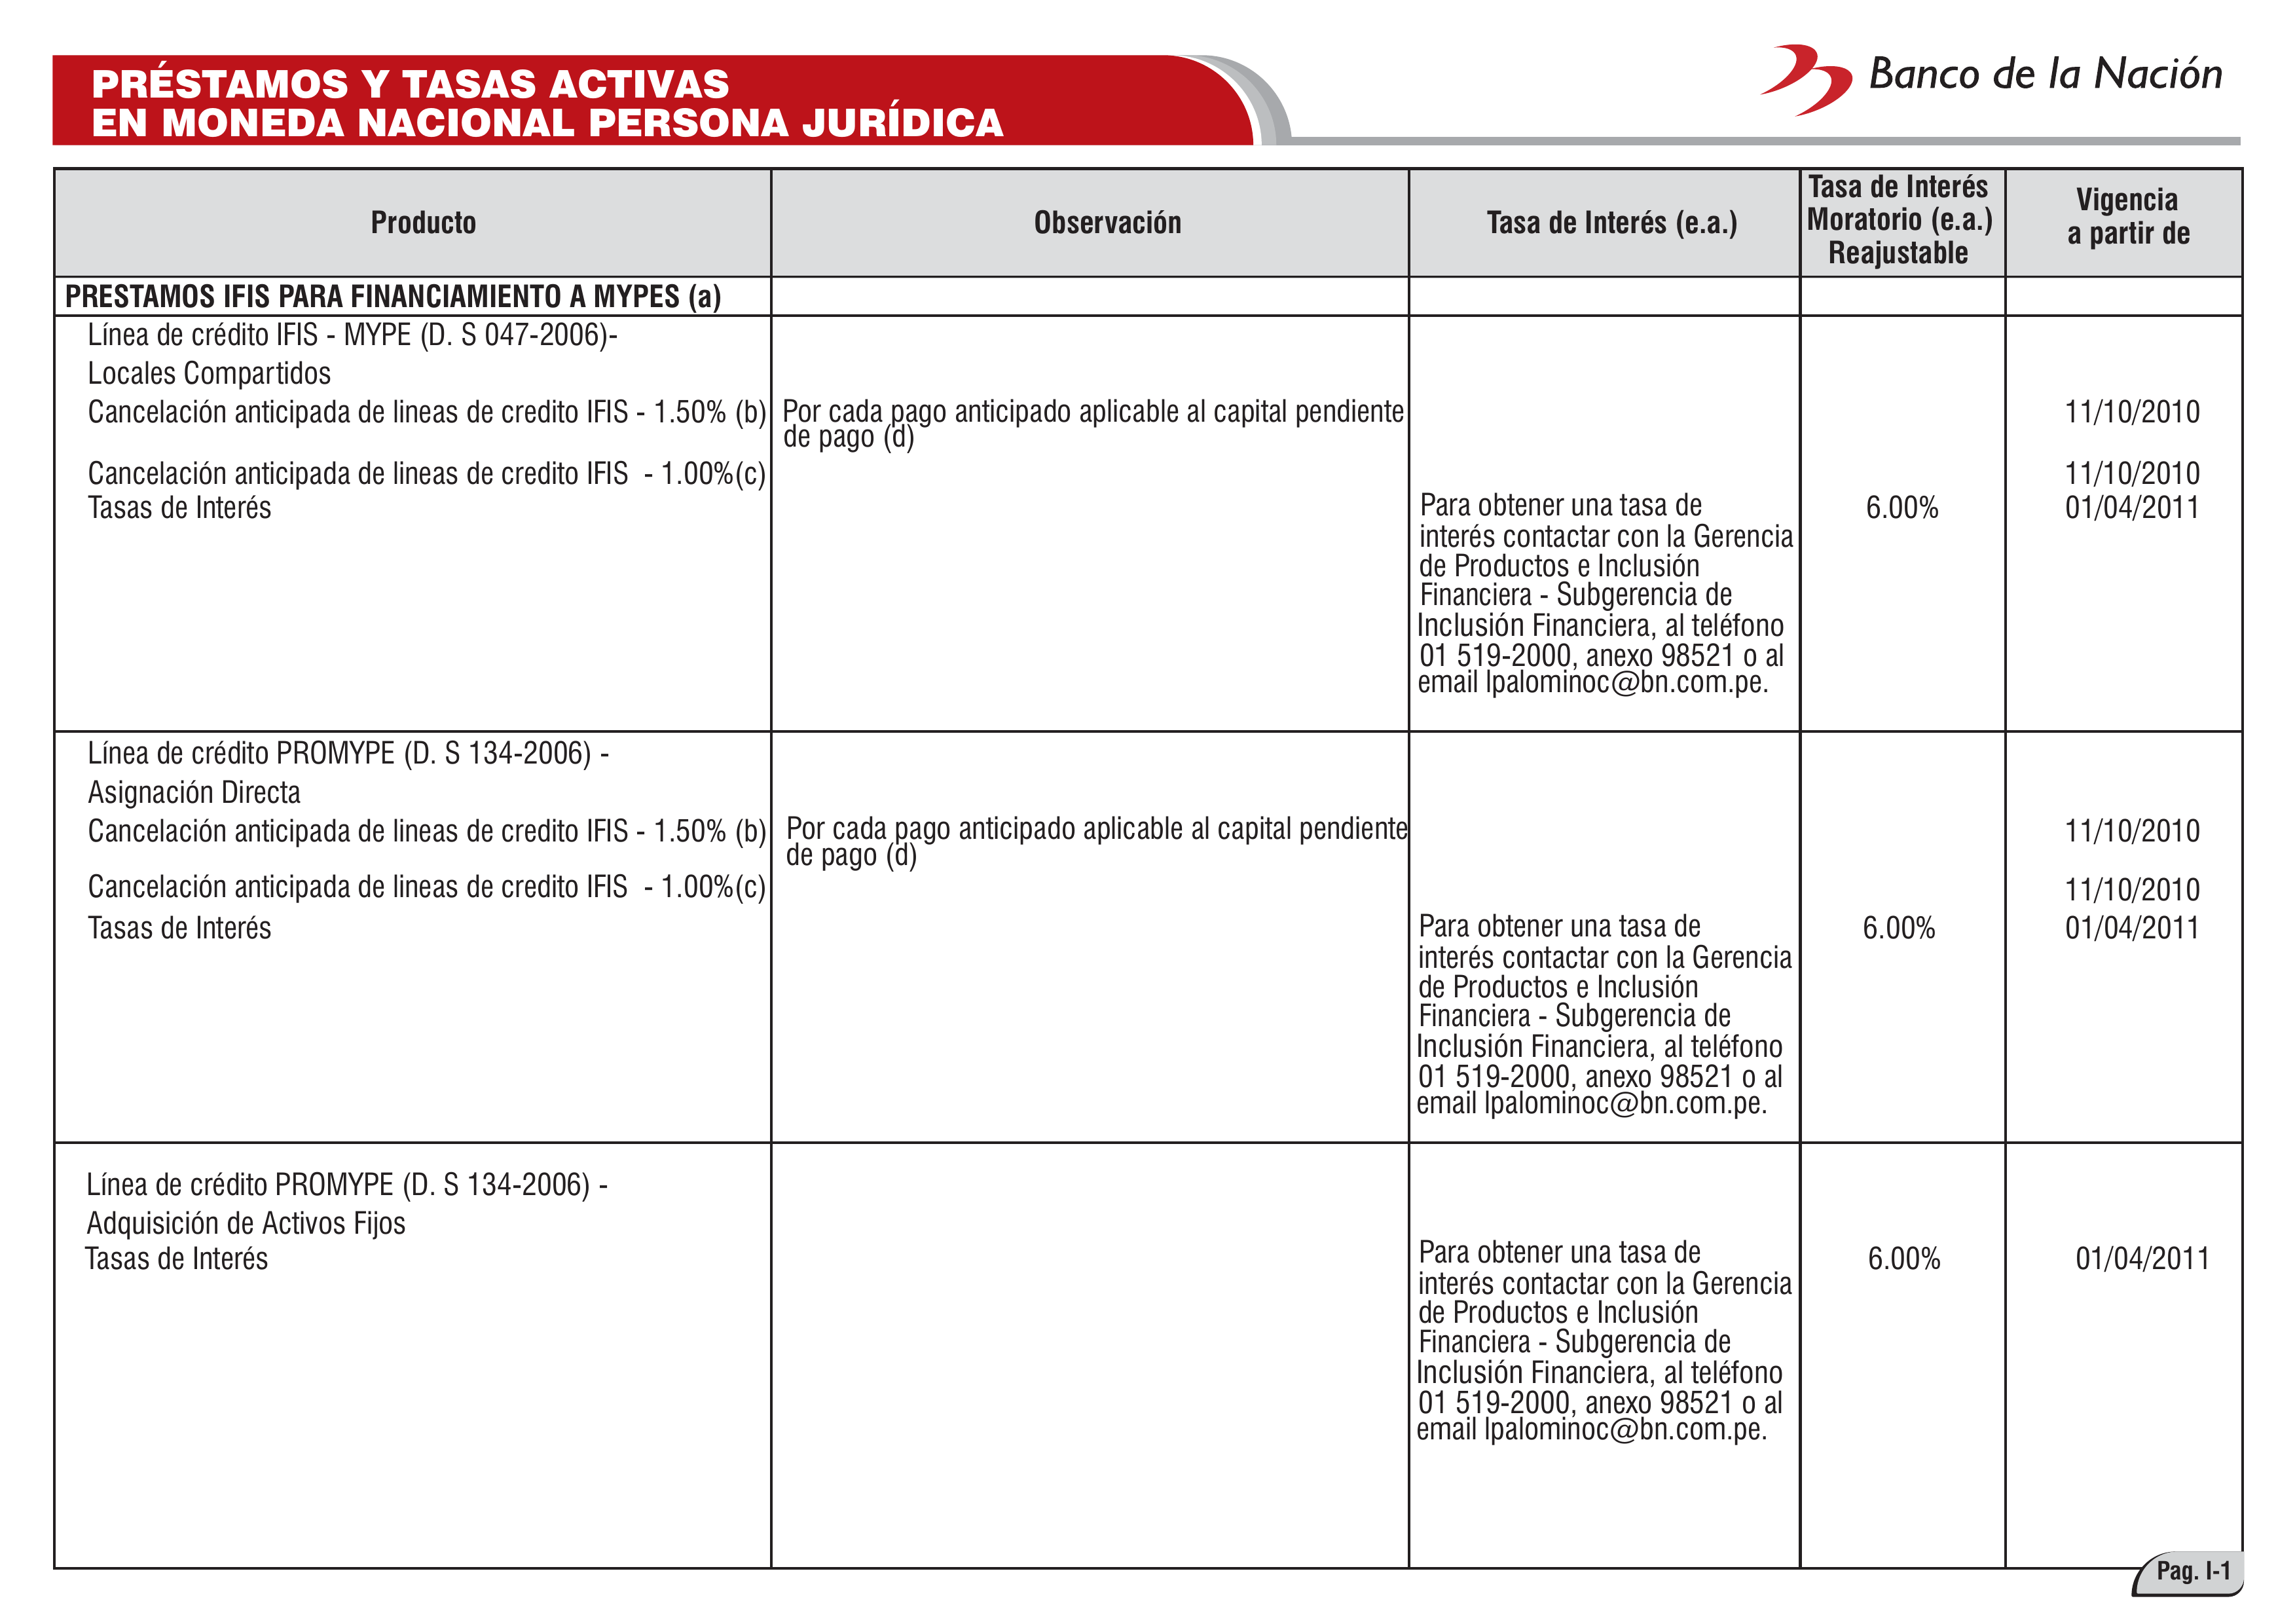 PRÉSTAMOS Y TASAS ACTIVAS
EN MONEDA NACIONAL PERSONA JURÍDICA
Banco de la Nación
Producto
Observación
Tasa de Interés (e.a.)
Tasa de Interés
Moratorio (e.a.)
Reajustable
Vigencia
a partir de
PRESTAMOS IFIS PARA FINANCIAMIENTO A MYPES (a)
Línea de crédito IFIS - MYPE (D. S 047-2006)-
Locales Compartidos
Cancelación anticipada de lineas de credito IFIS - 1.50% (b)
Por cada pago anticipado aplicable al capital pendiente
de pago (d)
11/10/2010
Cancelación anticipada de lineas de credito IFIS - 1.00%(c)
11/10/2010
Tasas de Interés
Para obtener una tasa de
interés contactar con la Gerencia
de Productos e Inclusión
Financiera - Subgerencia de
Inclusión Financiera, al teléfono
01 519-2000, anexo 98521 o al
email lpalominoc@bn.com.pe.
6.00%
01/04/2011
Línea de crédito PROMYPE (D. S 134-2006) -
Asignación Directa
Cancelación anticipada de lineas de credito IFIS - 1.50% (b)
Por cada pago anticipado aplicable al capital pendiente
de pago (d)
11/10/2010
Cancelación anticipada de lineas de credito IFIS - 1.00%(c)
11/10/2010
Tasas de Interés
Para obtener una tasa de
interés contactar con la Gerencia
de Productos e Inclusión
Financiera - Subgerencia de
Inclusión Financiera, al teléfono
01 519-2000, anexo 98521 o al
email lpalominoc@bn.com.pe.
6.00%
01/04/2011
Línea de crédito PROMYPE (D. S 134-2006) -
Adquisición de Activos Fijos
Tasas de Interés
Para obtener una tasa de
interés contactar con la Gerencia
de Productos e Inclusión
Financiera - Subgerencia de
Inclusión Financiera, al teléfono
01 519-2000, anexo 98521 o al
email lpalominoc@bn.com.pe.
6.00%
01/04/2011
Pag. I-1